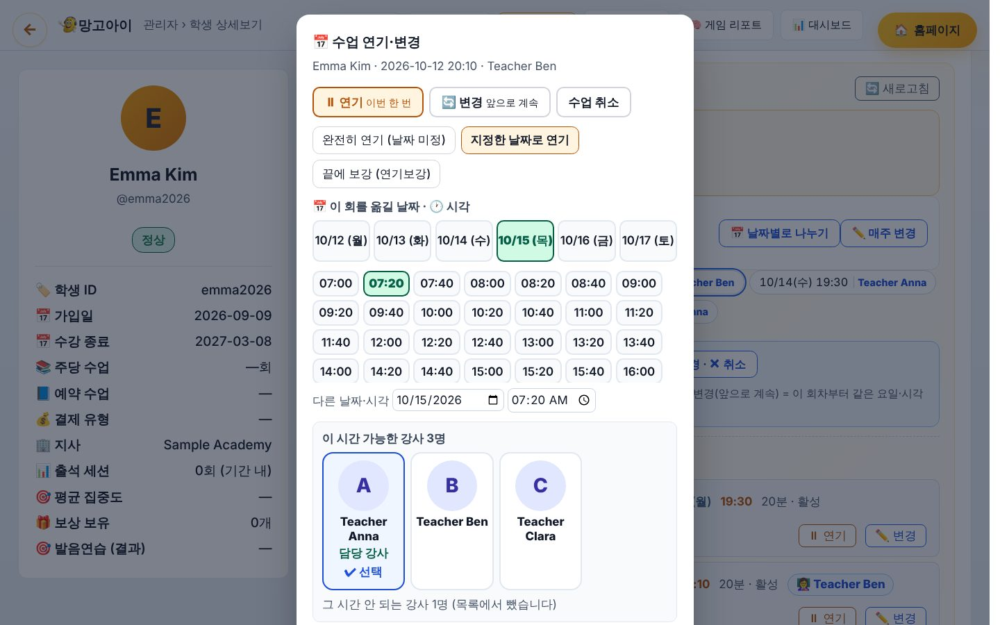 망고아이 관리자 › 학생 상세보기
게임 리포트
📊 대시보드
🏠 홈페이지
E
Emma Kim
@emma2026
정상
🏷️ 학생 ID emma2026
📅 가입일 2026-09-09
📅 수강 종료 2027-03-08
📚 주당 수업 —회
📘 예약 수업 —
💰 결제 유형 —
🏢 지사 Sample Academy
📊 출석 세션 0회 (기간 내)
🎯 평균 집중도 —
🎁 보상 보유 0개
🎯 발음연습 (결과) —
📅 수업 연기·변경
Emma Kim · 2026-10-12 20:10 · Teacher Ben
⏸ 연기 이번 한 번
🔄 변경 앞으로 계속
수업 취소
완전히 연기 (날짜 미정)
지정한 날짜로 연기
끝에 보강 (연기보강)
📅 이 회를 옮길 날짜 · 🕐 시각
10/12 (월) 10/13 (화) 10/14 (수) 10/15 (목) 10/16 (금) 10/17 (토)
07:00 07:20 07:40 08:00 08:20 08:40 09:00
09:20 09:40 10:00 10:20 10:40 11:00 11:20
11:40 12:00 12:20 12:40 13:00 13:20 13:40
14:00 14:20 14:40 15:00 15:20 15:40 16:00
다른 날짜·시각 10/15/2026 07:20 AM
이 시간 가능한 강사 3명
A
Teacher Anna
담당 강사
✔ 선택
B
Teacher Ben
C
Teacher Clara
그 시간 안 되는 강사 1명 (목록에서 뺐습니다)
🔄 새로고침
📅 날짜별로 나누기
✏️ 매주 변경
cher Ben
10/14(수) 19:30 Teacher Anna
nna
경 · ✖ 취소
변경(앞으로 계속) = 이 회차부터 같은 요일·시각
(월) 19:30 20분 · 활성
⏸ 연기
✏️ 변경
:10 20분 · 활성 👩‍🏫 Teacher Ben
⏸ 연기
✏️ 변경